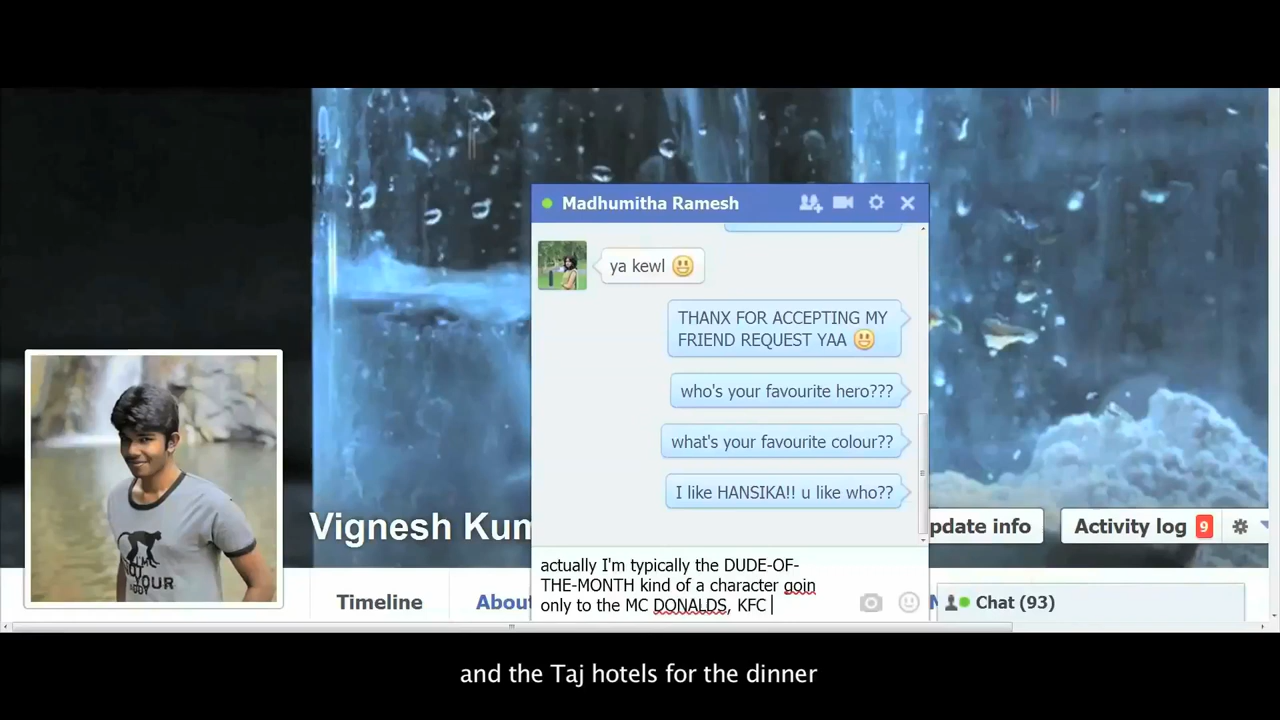 Madhumitha Ramesh
ya kewl
THANX FOR ACCEPTING MY
FRIEND REQUEST YAA
who's your favourite hero???
what's your favourite colour??
I like HANSIKA!! u like who??
actually I'm typically the DUDE-OF-
THE-MONTH kind of a character goin
only to the MC DONALDS, KFC
Vignesh Kum
pdate info
Activity log 9
YOUR
Timeline
About
Chat (93)
and the Taj hotels for the dinner